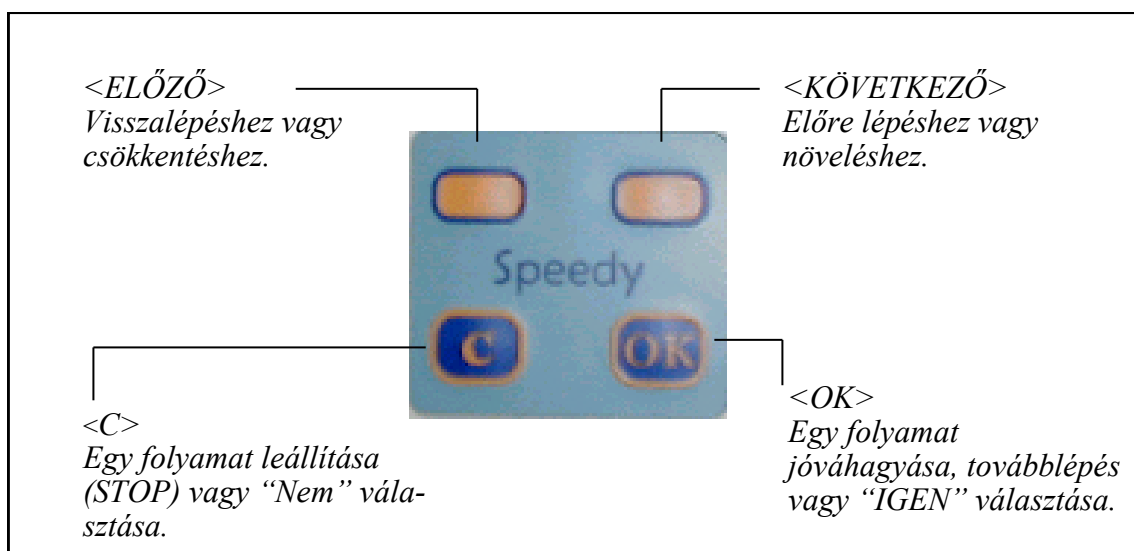 <ELŐZŐ>
Visszalépéshez vagy
csökkentéshez.
<KÖVETKEZŐ>
Előre lépéshez vagy
növeléshez.
Speedy
C
OK
<C>
Egy folyamat leállítása
(STOP) vagy “Nem” vála-
sztása.
<OK>
Egy folyamat
jóváhagyása, továbblépés
vagy “IGEN” választása.